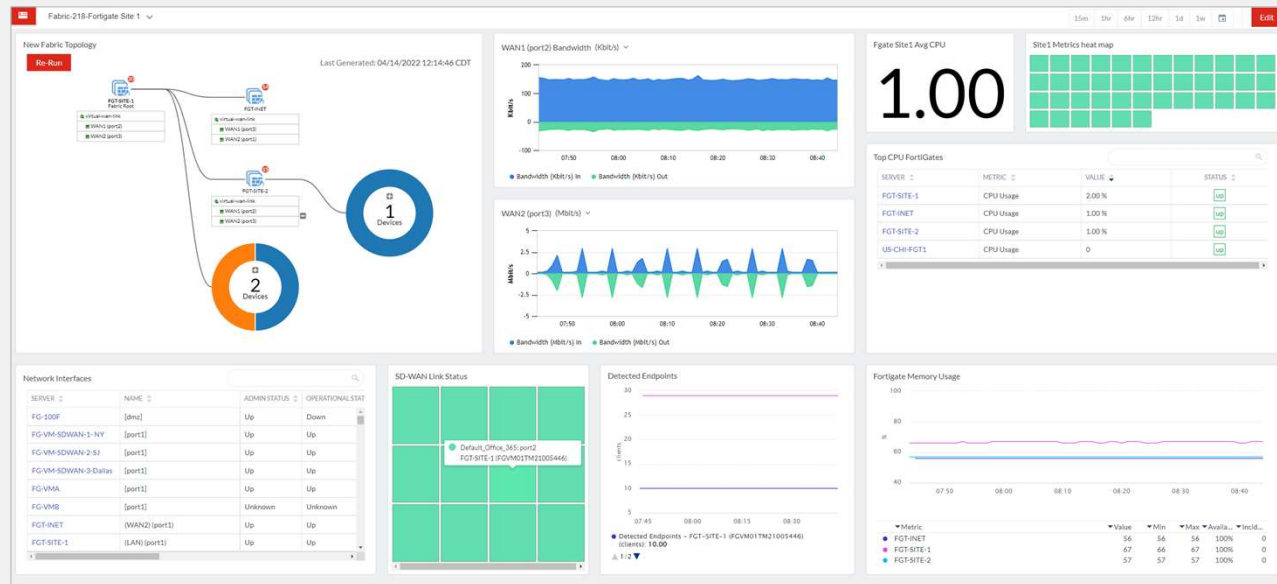 Fabric-218-Fortigate Site 1
15m 1hr 6hr 12hr 1d 1w Edit
New Fabric Topology
Re-Run
Last Generated: 04/14/2022 12:14:46 CDT
FGT-SITE-1
Fabric Root
virtual-wan-link
WAN1 (port2)
WAN2 (port3)
FGT-INET
virtual-wan-link
WAN1 (port3)
WAN2 (port1)
FGT-SITE-2
virtual-wan-link
WAN1 (port2)
WAN2 (port3)
1
Devices
2
Devices
WAN1 (port2) Bandwidth (Kbit/s)
Kbit/s
200
100
0
-100
07:50 08:00 08:10 08:20 08:30 08:40
Bandwidth (Kbit/s) In Bandwidth (Kbit/s) Out
WAN2 (port3) (Mbit/s)
Mbit/s
5
2.5
0
-2.5
-5
07:50 08:00 08:10 08:20 08:30 08:40
Bandwidth (Mbit/s) In Bandwidth (Mbit/s) Out
Fgate Site1 Avg CPU
1.00
Site1 Metrics heat map
Top CPU FortiGates
SERVER METRIC VALUE STATUS
FGT-SITE-1 CPU Usage 2.00 % up
FGT-INET CPU Usage 1.00 % up
FGT-SITE-2 CPU Usage 1.00 % up
US-CHI-FGT1 CPU Usage 0 up
Network Interfaces
SERVER NAME ADMIN STATUS OPERATIONAL STAT
FG-100F [dmz] Up Down
FG-VM-SDWAN-1-NY [port1] Up Up
FG-VM-SDWAN-2-SJ [port1] Up Up
FG-VM-SDWAN-3-Dallas [port1] Up Up
FG-VMA [port1] Up Up
FG-VMB [port1] Unknown Unknown
FGT-INET (WAN2) (port1) Up Up
FGT-SITE-1 (LAN) (port1) Up Up
SD-WAN Link Status
Default_Office_365: port2
FGT-SITE-1 (FGVM01TM21005446)
Detected Endpoints
clients
30
25
20
15
10
5
07:45 08:00 08:15 08:30
Detected Endpoints - FGT-SITE-1 (FGVM01TM21005446)
(clients): 10.00
1/2
Fortigate Memory Usage
%
100
80
60
40
07:50 08:00 08:10 08:20 08:30 08:40
Metric Value Min Max Availa... Incid...
FGT-INET 56 56 56 100% 0
FGT-SITE-1 67 66 67 100% 0
FGT-SITE-2 57 57 57 100% 0